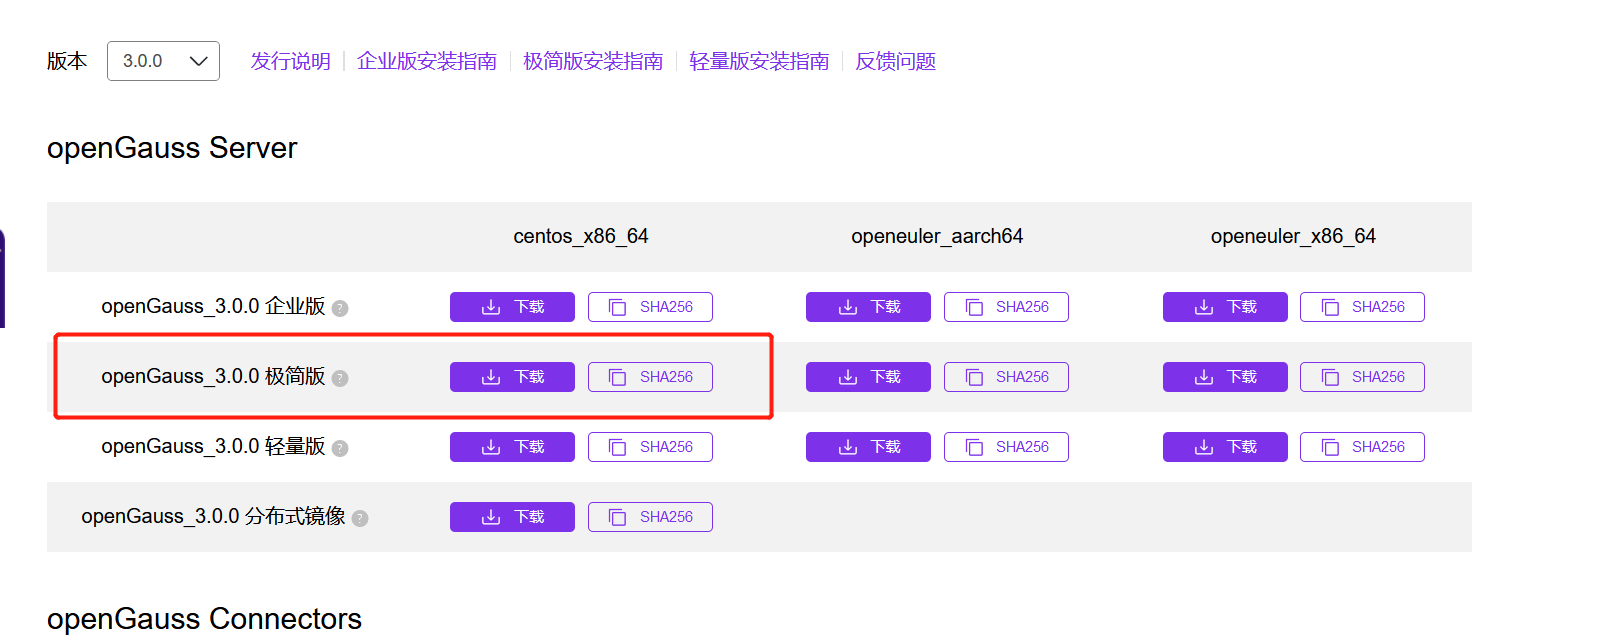 版本 3.0.0 发行说明 企业版安装指南 极简版安装指南 轻量版安装指南 反馈问题
openGauss Server
centos_x86_64 openeuler_aarch64 openeuler_x86_64
openGauss_3.0.0 企业版 ? 下载 SHA256 下载 SHA256 下载 SHA256
openGauss_3.0.0 极简版 ? 下载 SHA256 下载 SHA256 下载 SHA256
openGauss_3.0.0 轻量版 ? 下载 SHA256 下载 SHA256 下载 SHA256
openGauss_3.0.0 分布式镜像 ? 下载 SHA256
openGauss Connectors